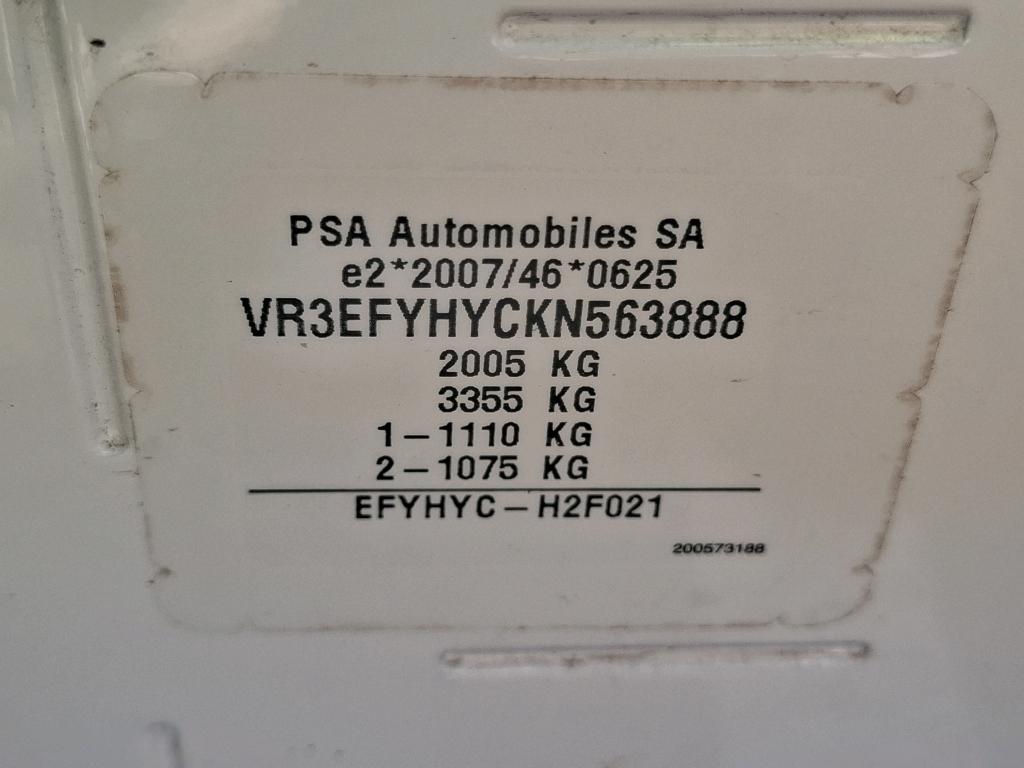 PSA Automobiles SA
e2*2007/46*0625
VR3EFYHYCKN563888
2005 KG
3355 KG
1-1110 KG
2-1075 KG
EFYHYC-H2F021
200573188